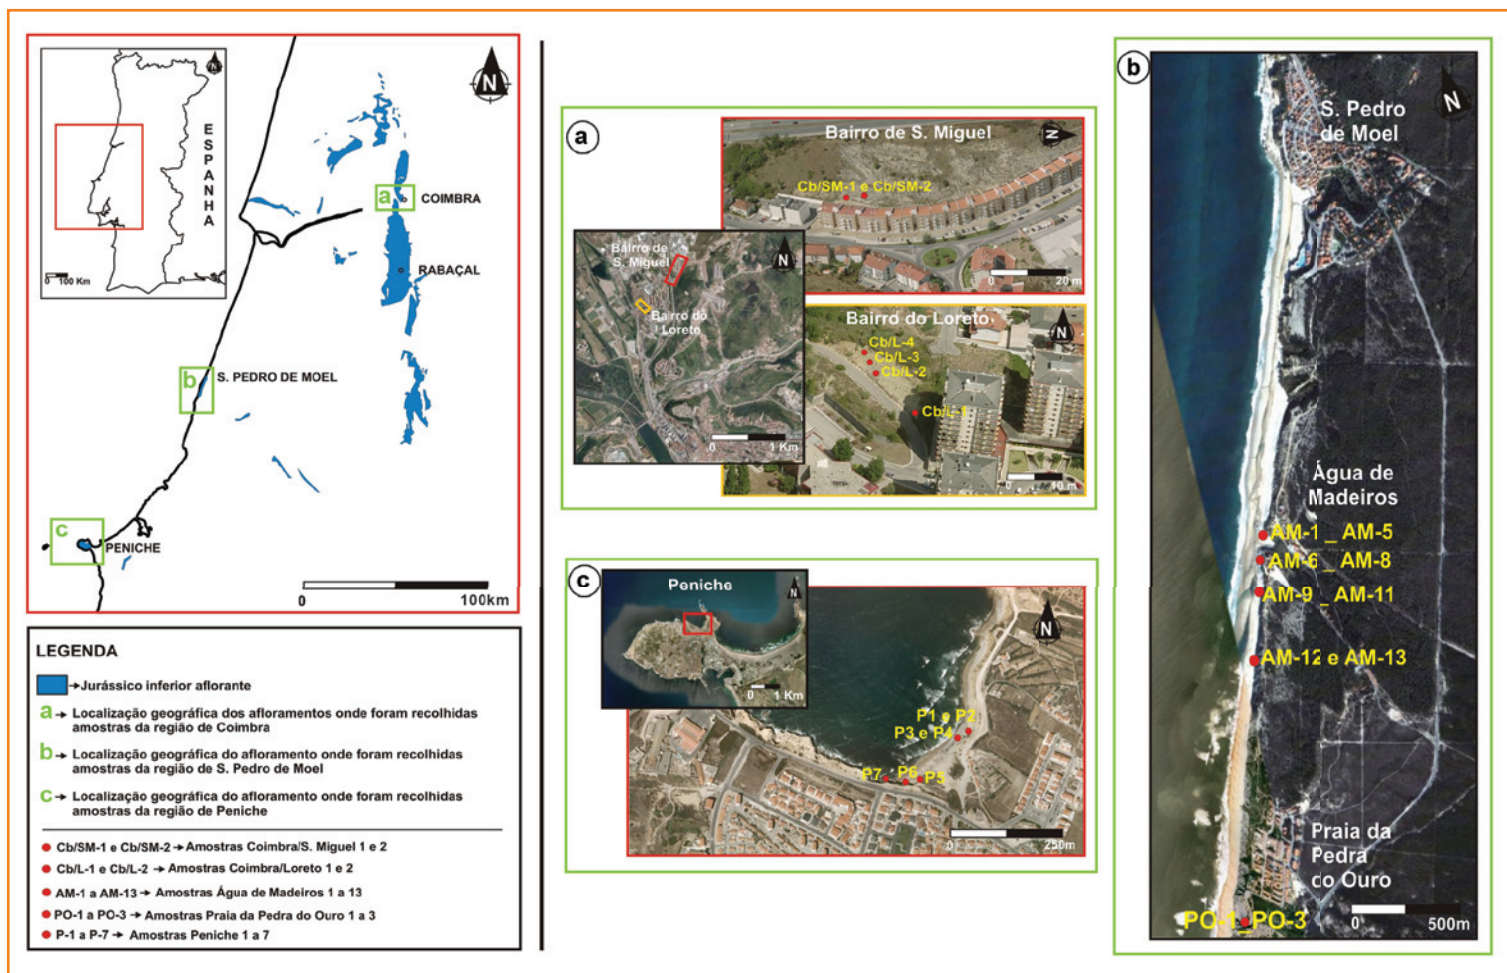 N
N
ESPANHA
0 100 Km
a
COIMBRA
RABAÇAL
b
S. PEDRO DE MOEL
c
PENICHE
0 100km
LEGENDA
Jurássico inferior aflorante
a Localização geográfica dos afloramentos onde foram recolhidas
amostras da região de Coimbra
b Localização geográfica do afloramento onde foram recolhidas
amostras da região de S. Pedro de Moel
c Localização geográfica do afloramento onde foram recolhidas
amostras da região de Peniche
Cb/SM-1 e Cb/SM-2 → Amostras Coimbra/S. Miguel 1 e 2
Cb/L-1 e Cb/L-2 → Amostras Coimbra/Loreto 1 e 2
AM-1 a AM-13 → Amostras Água de Madeiros 1 a 13
PO-1 a PO-3 → Amostras Praia da Pedra do Ouro 1 a 3
P-1 a P-7 → Amostras Peniche 1 a 7
a
Bairro de S. Miguel
N
Cb/SM-1 e Cb/SM-2
0 20 m
Bairro de
S. Miguel
N
Bairro do
Loreto
0 1 Km
Bairro do Loreto
N
Cb/L-4
Cb/L-3
Cb/L-2
Cb/L-1
0 10 m
c
Peniche
N
0 1 Km
N
P1 e P2
P3 e P4
P7 P6 P5
0 250m
b
N
S. Pedro
de Moel
Água de
Madeiros
AM-1 _ AM-5
AM-6 _ AM-8
AM-9 _ AM-11
AM-12 e AM-13
Praia da
Pedra
do Ouro
PO-1_PO-3
0 500m